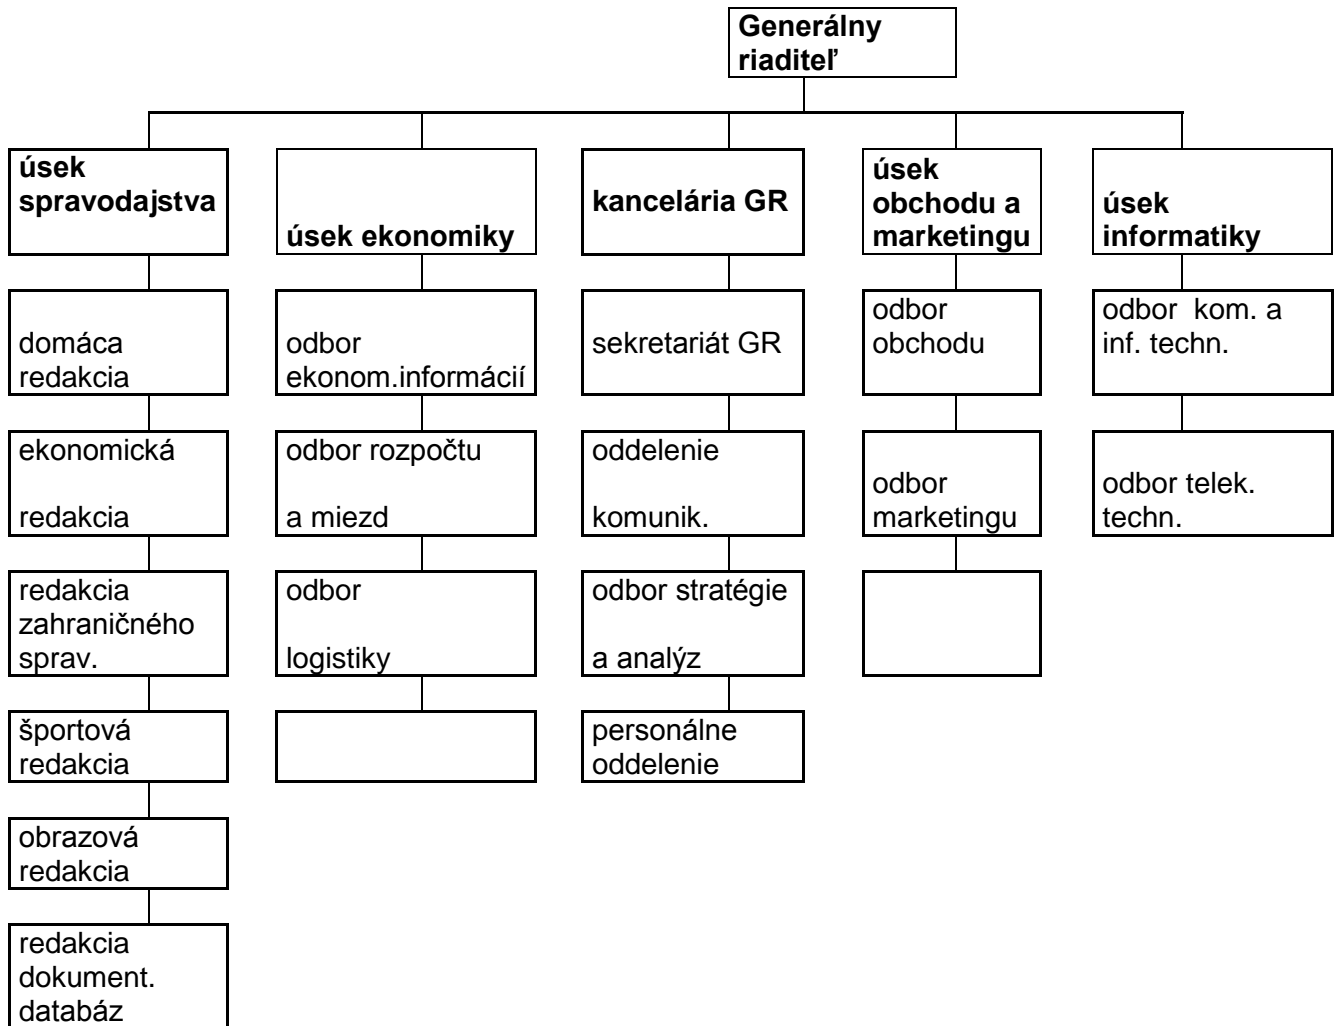 Generálny
riaditeľ
úsek
spravodajstva
úsek ekonomiky
kancelária GR
úsek
obchodu a
marketingu
úsek
informatiky
domáca
redakcia
odbor
ekonom.informácií
sekretariát GR
odbor
obchodu
odbor  kom. a
inf. techn.
ekonomická
redakcia
odbor rozpočtu
a miezd
oddelenie
komunik.
odbor
marketingu
odbor telek.
techn.
redakcia
zahraničného
sprav.
odbor
logistiky
odbor stratégie
a analýz
športová
redakcia
personálne
oddelenie
obrazová
redakcia
redakcia
dokument.
databáz